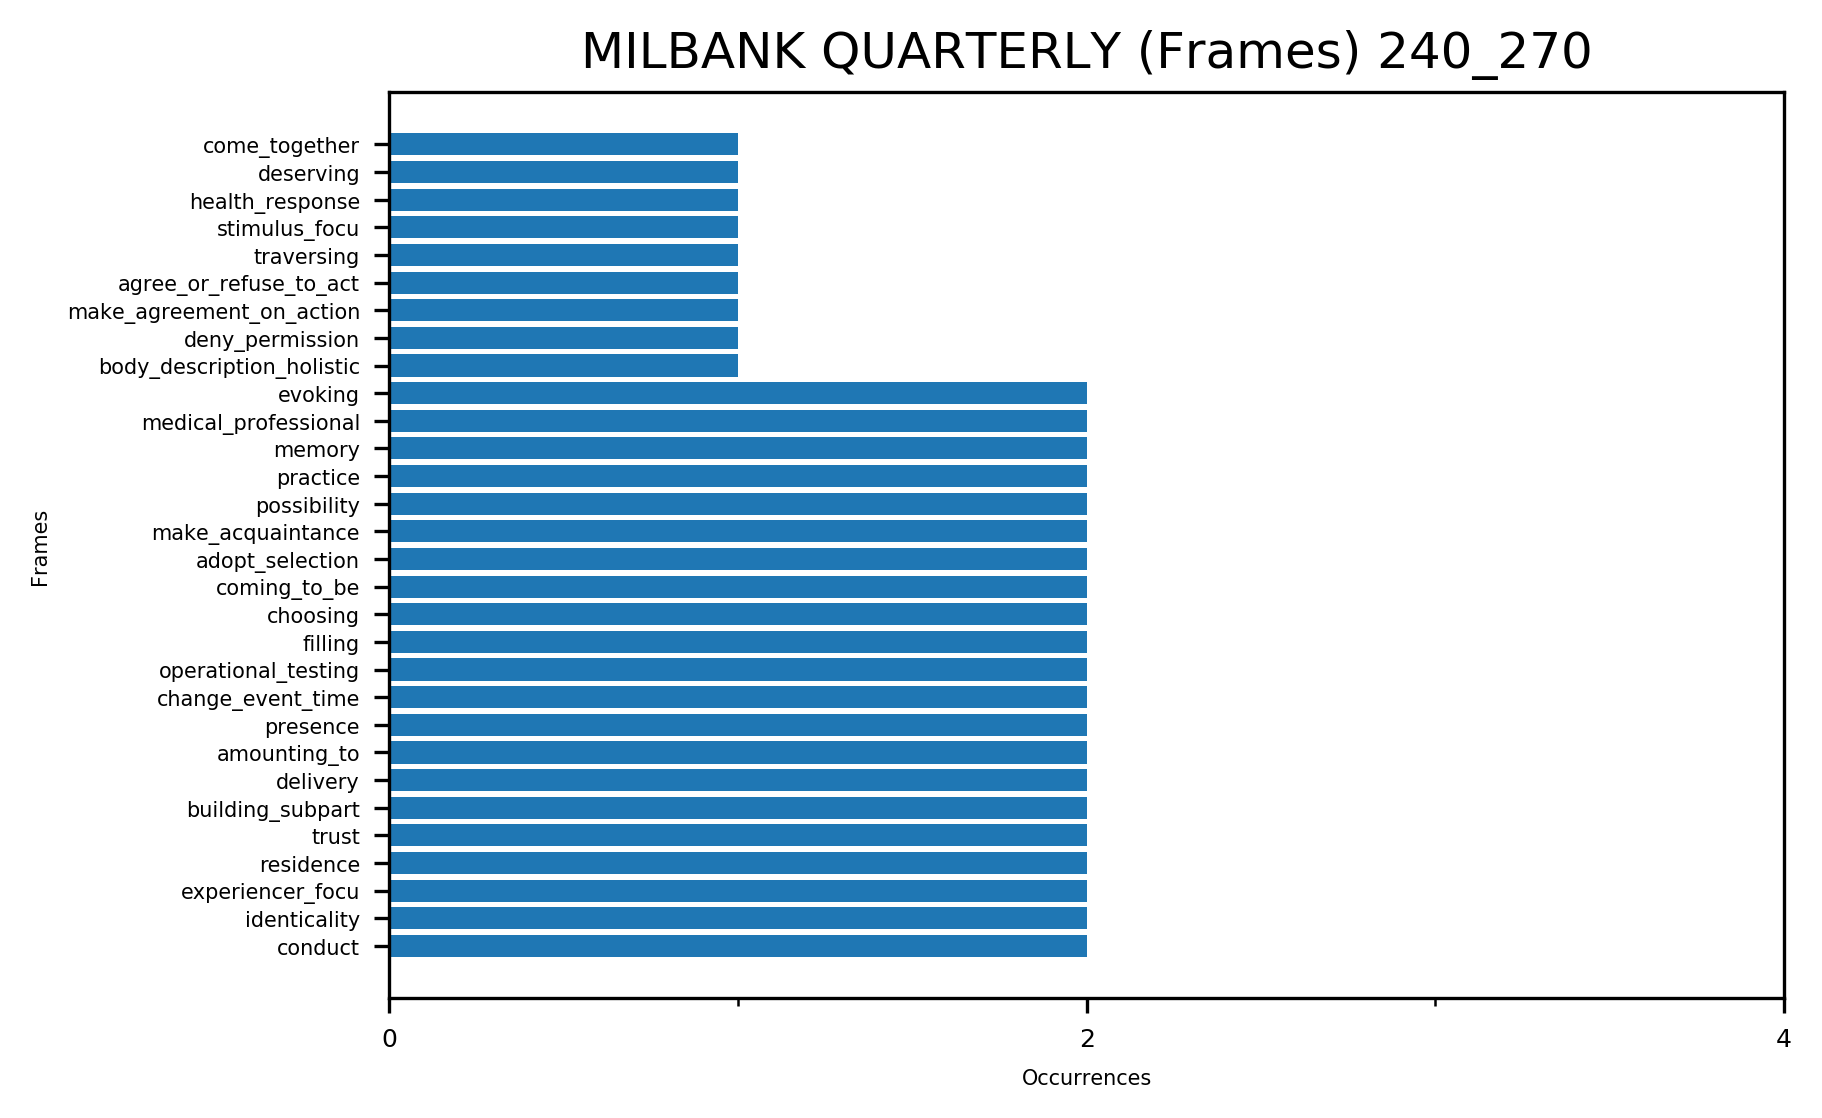 MILBANK QUARTERLY (Frames) 240_270
come_together
deserving
health_response
stimulus_focu
traversing
agree_or_refuse_to_act
make_agreement_on_action
deny_permission
body_description_holistic
evoking
medical_professional
memory
practice
possibility
make_acquaintance
adopt_selection
coming_to_be
choosing
filling
operational_testing
change_event_time
presence
amounting_to
delivery
building_subpart
trust
residence
experiencer_focu
identicality
conduct
Frames
0 2 4
Occurrences